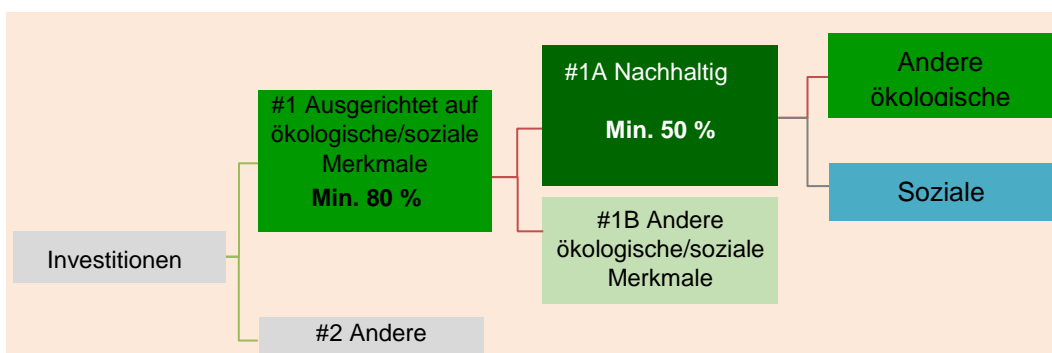 Investitionen
#1 Ausgerichtet auf
ökologische/soziale
Merkmale
Min. 80 %
#2 Andere
#1A Nachhaltig
Min. 50 %
#1B Andere
ökologische/soziale
Merkmale
Andere
ökologische
Soziale